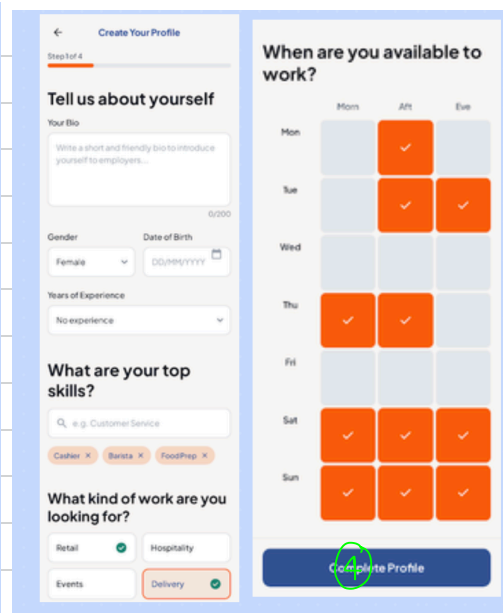 Create Your Profile
Step 1 of 4
Tell us about yourself
Your Bio
Write a short and friendly bio to introduce
yourself to employers...
0/200
Gender
Date of Birth
Female
DD/MM/YYYY
Years of Experience
No experience
What are your top
skills?
e.g. Customer Service
Cashier X
Barista X
Food Prep X
What kind of work are you
looking for?
Retail
Hospitality
Events
Delivery
When are you available to
work?
Morn Aft Eve
Mon
Tue
Wed
Thu
Fri
Sat
Sun
Complete Profile
4